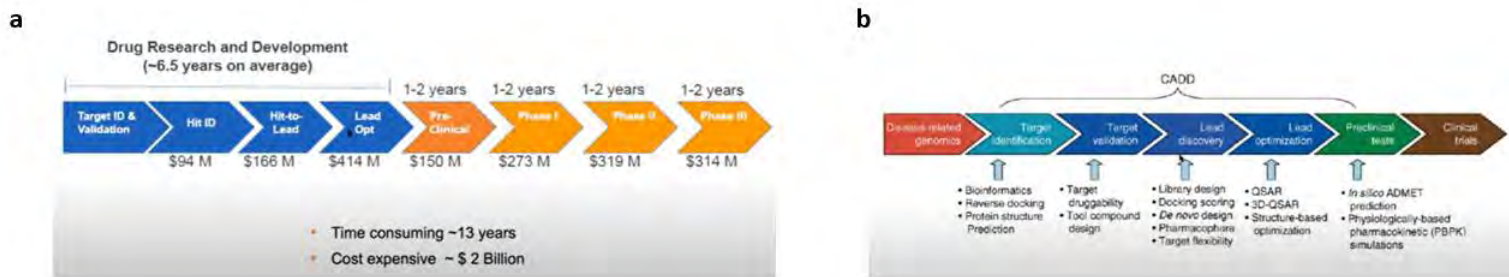 a
Drug Research and Development
(~6.5 years on average)
1-2 years
1-2 years
1-2 years
1-2 years
Target ID &
Validation
Hit ID
Hit-to-
Lead
Lead
Opt
Pre-
Clinical
Phase I
Phase II
Phase III
$94 M
$166 M
$414 M
$150 M
$273 M
$319 M
$314 M
• Time consuming ~13 years
• Cost expensive ~ $ 2 Billion
b
CADD
Disease-related
genomics
Target
identification
Target
validation
Lead
discovery
Lead
optimization
Preclinical
tests
Clinical
trials
• Bioinformatics
• Reverse docking
• Protein structure
Prediction
• Target
druggability
• Tool compound
design
• Library design
• Docking scoring
• De novo design
• Pharmacophore
• Target flexibility
• QSAR
• 3D-QSAR
• Structure-based
optimization
• In silico ADMET
prediction
• Physiologically-based
pharmacokinetic (PBPK)
simulations